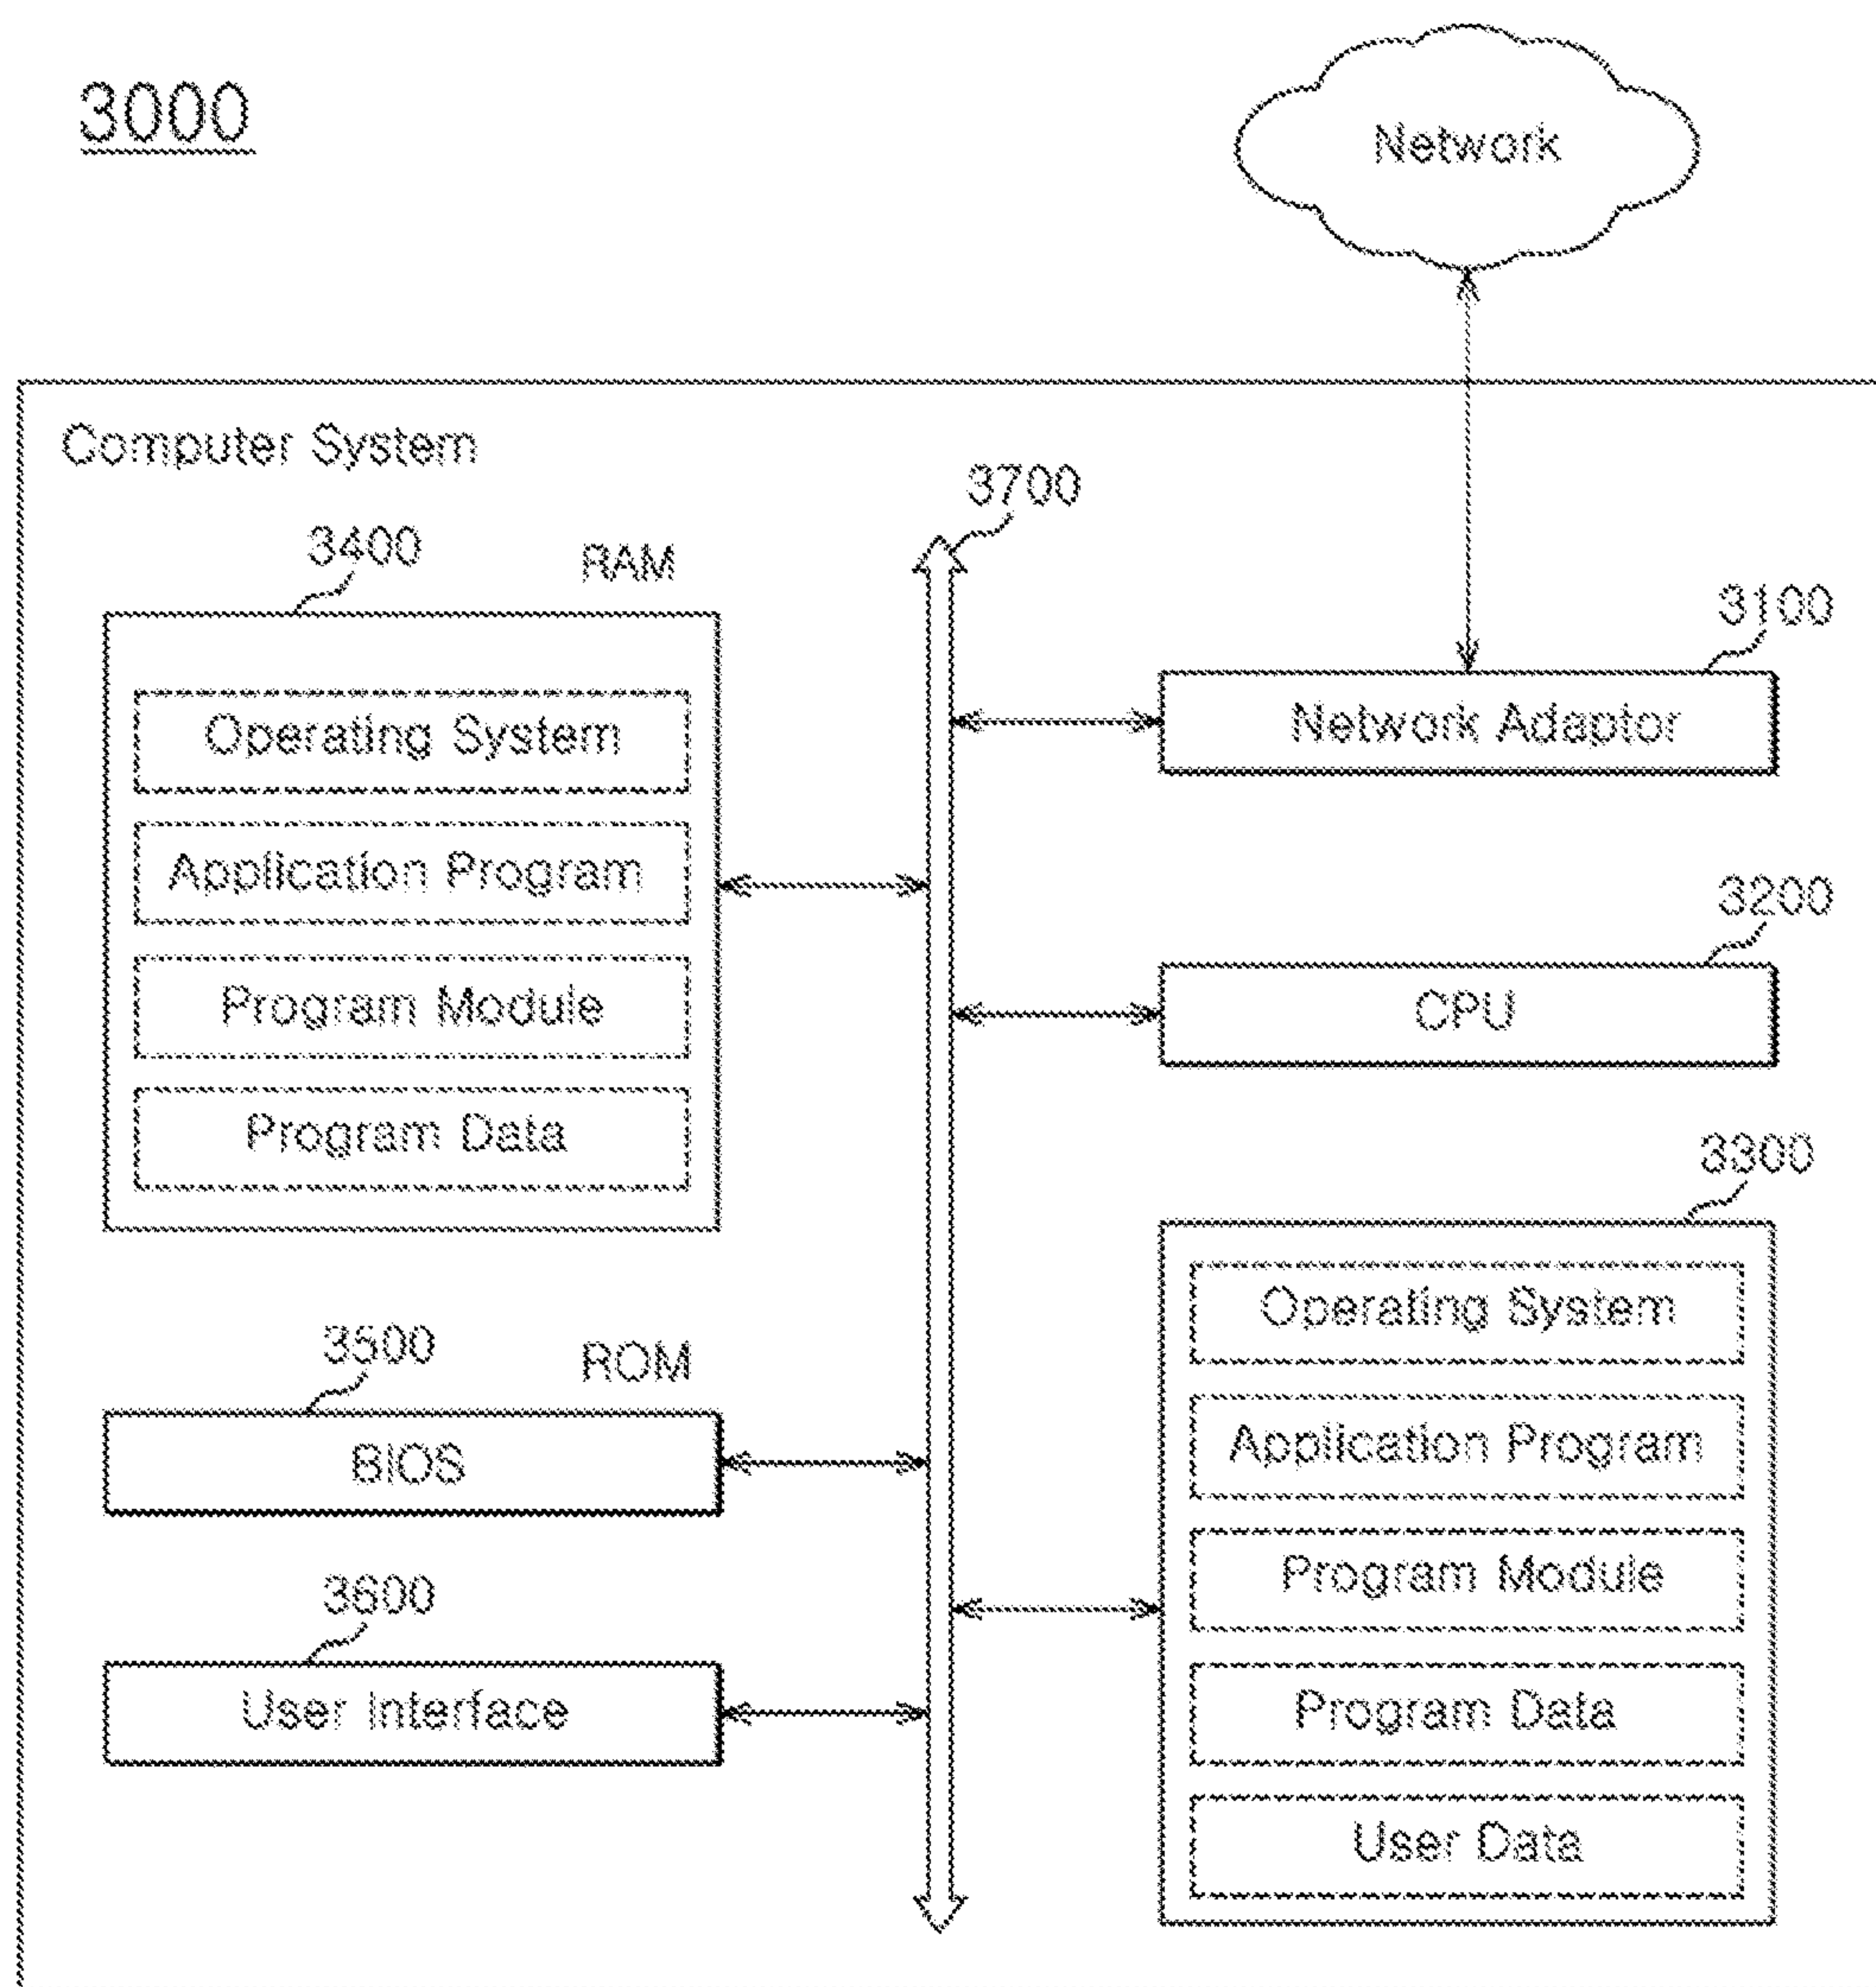 3000
Network
Computer System
3700
3400
RAM
3100
Operating System
Network Adaptor
Application Program
3200
Program Module
CPU
Program Data
3300
Operating System
3500
ROM
Application Program
BIOS
Program Module
3600
User Interface
Program Data
User Data